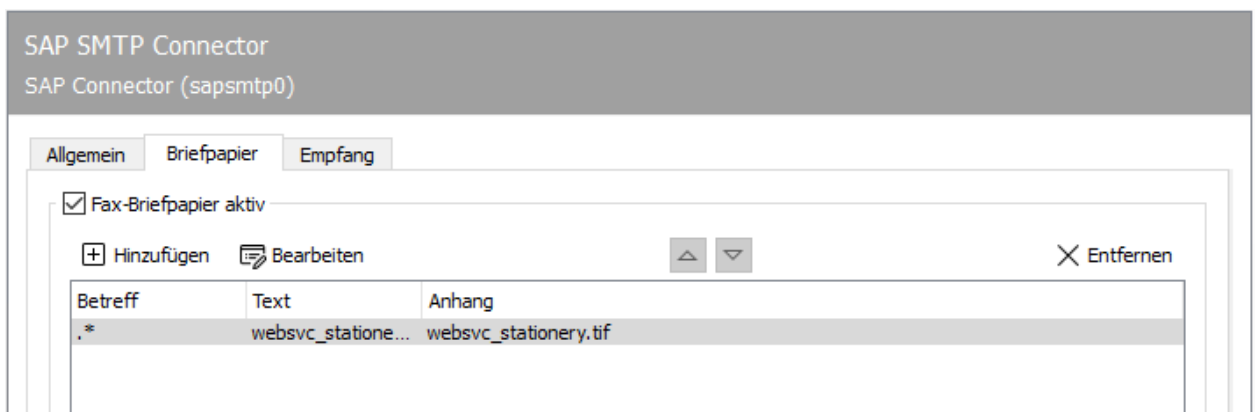 SAP SMTP Connector
SAP Connector (sapsmtp0)
Allgemein Briefpapier Empfang
Fax-Briefpapier aktiv
Hinzufügen Bearbeiten Entfernen
Betreff Text Anhang
.* websvc_statione... websvc_stationery.tif